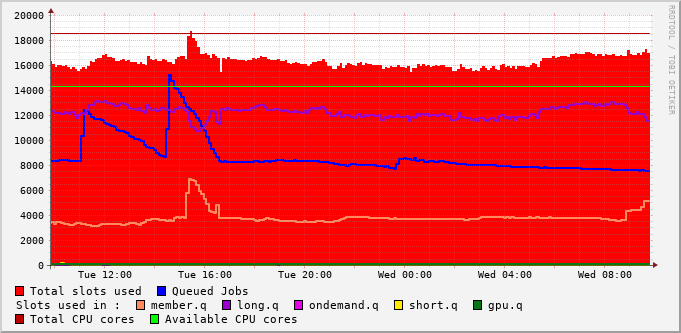 20000
18000
16000
14000
12000
10000
8000
6000
4000
2000
0
Tue 12:00 Tue 16:00 Tue 20:00 Wed 00:00 Wed 04:00 Wed 08:00
RRDTOOL / TOBI OETIKER
Total slots used Queued Jobs
Slots used in : member.q long.q ondemand.q short.q gpu.q
Total CPU cores Available CPU cores